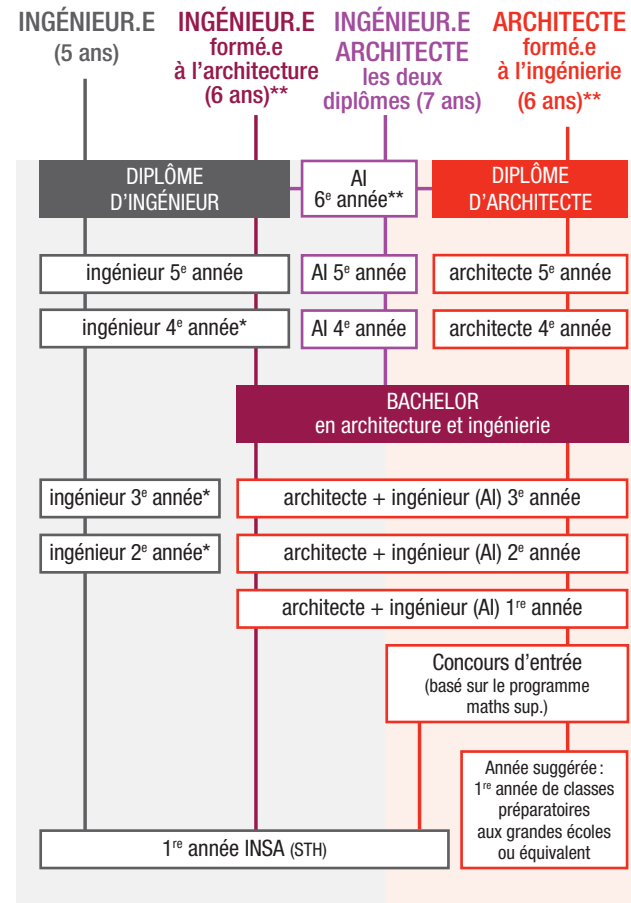 INGÉNIEUR.E
(5 ans)
INGÉNIEUR.E
formé.e
à l'architecture
(6 ans)**
INGÉNIEUR.E
ARCHITECTE
les deux
diplômes (7 ans)
ARCHITECTE
formé.e
à l'ingénierie
(6 ans)**
DIPLÔME
D'INGÉNIEUR
AI
6e année**
DIPLÔME
D'ARCHITECTE
ingénieur 5e année
AI 5e année
architecte 5e année
ingénieur 4e année*
AI 4e année
architecte 4e année
BACHELOR
en architecture et ingénierie
ingénieur 3e année*
architecte + ingénieur (AI) 3e année
ingénieur 2e année*
architecte + ingénieur (AI) 2e année
architecte + ingénieur (AI) 1re année
Concours d'entrée
(basé sur le programme
maths sup.)
Année suggérée :
1re année de classes
préparatoires
aux grandes écoles
ou équivalent
1re année INSA (STH)